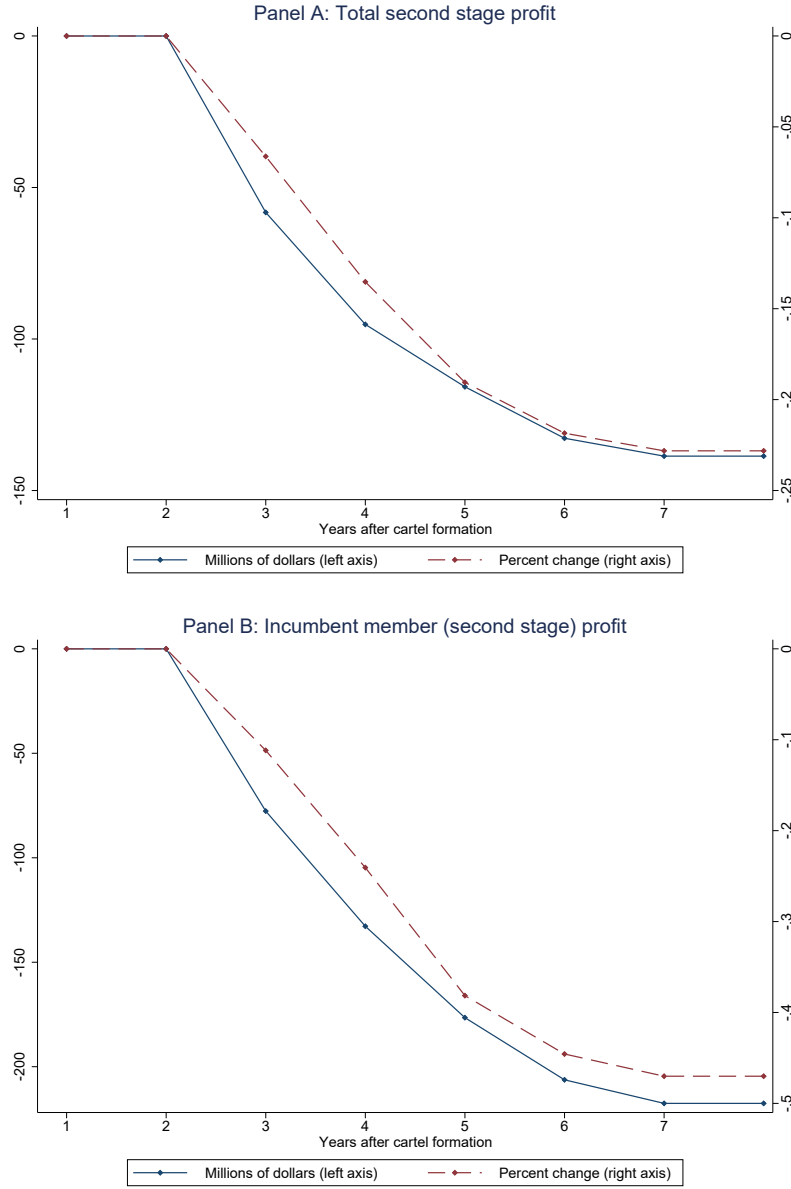 Panel A: Total second stage profit
0
-50
-100
-150
0
-.05
-.1
-.15
-.2
-.25
1 2 3 4 5 6 7
Years after cartel formation
Millions of dollars (left axis) Percent change (right axis)
Panel B: Incumbent member (second stage) profit
0
-50
-100
-150
-200
0
-.1
-.2
-.3
-.4
-.5
1 2 3 4 5 6 7
Years after cartel formation
Millions of dollars (left axis) Percent change (right axis)